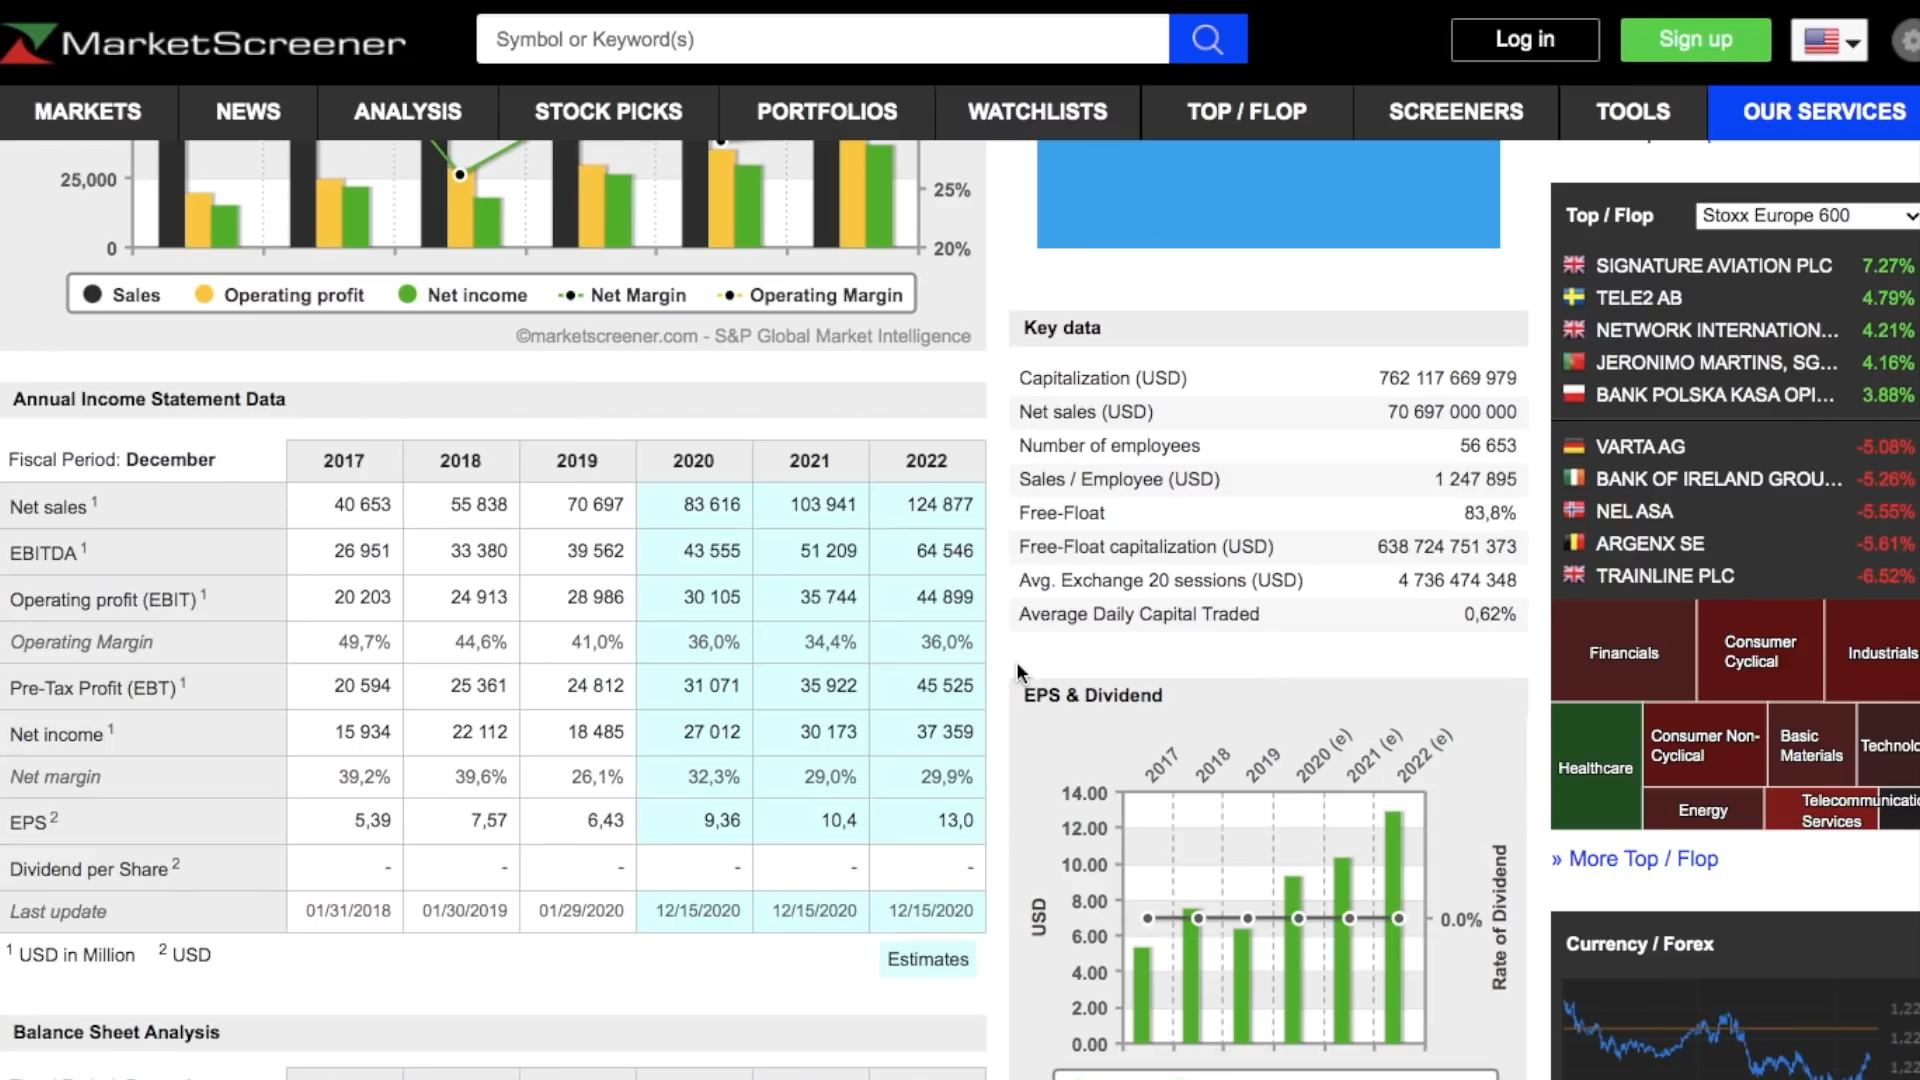 MarketScreener
Symbol or Keyword(s)
Log in
Sign up
MARKETS
NEWS
ANALYSIS
STOCK PICKS
PORTFOLIOS
WATCHLISTS
TOP / FLOP
SCREENERS
TOOLS
OUR SERVICES
25,000
0
25%
20%
Sales Operating profit Net income Net Margin Operating Margin
©marketscreener.com - S&P Global Market Intelligence
Annual Income Statement Data
Fiscal Period: December 2017 2018 2019 2020 2021 2022
Net sales 1 40 653 55 838 70 697 83 616 103 941 124 877
EBITDA 1 26 951 33 380 39 562 43 555 51 209 64 546
Operating profit (EBIT) 1 20 203 24 913 28 986 30 105 35 744 44 899
Operating Margin 49,7% 44,6% 41,0% 36,0% 34,4% 36,0%
Pre-Tax Profit (EBT) 1 20 594 25 361 24 812 31 071 35 922 45 525
Net income 1 15 934 22 112 18 485 27 012 30 173 37 359
Net margin 39,2% 39,6% 26,1% 32,3% 29,0% 29,9%
EPS 2 5,39 7,57 6,43 9,36 10,4 13,0
Dividend per Share 2 - - - - - -
Last update 01/31/2018 01/30/2019 01/29/2020 12/15/2020 12/15/2020 12/15/2020
1 USD in Million 2 USD
Estimates
Balance Sheet Analysis
Key data
Capitalization (USD) 762 117 669 979
Net sales (USD) 70 697 000 000
Number of employees 56 653
Sales / Employee (USD) 1 247 895
Free-Float 83,8%
Free-Float capitalization (USD) 638 724 751 373
Avg. Exchange 20 sessions (USD) 4 736 474 348
Average Daily Capital Traded 0,62%
EPS & Dividend
2017 2018 2019 2020 (e) 2021 (e) 2022 (e)
14.00
12.00
10.00
8.00
6.00
4.00
2.00
0.00
USD
0.0%
Rate of Dividend
Top / Flop
Stoxx Europe 600
SIGNATURE AVIATION PLC 7.27%
TELE2 AB 4.79%
NETWORK INTERNATION... 4.21%
JERONIMO MARTINS, SG... 4.16%
BANK POLSKA KASA OPI... 3.88%
VARTA AG -5.08%
BANK OF IRELAND GROU... -5.26%
NEL ASA -5.55%
ARGENX SE -5.61%
TRAINLINE PLC -6.52%
Financials
Consumer
Cyclical
Industrials
Healthcare
Consumer Non-
Cyclical
Basic
Materials
Technolo
Energy
Telecommunicatio
Services
» More Top / Flop
Currency / Forex
1,22
1,22
1,22